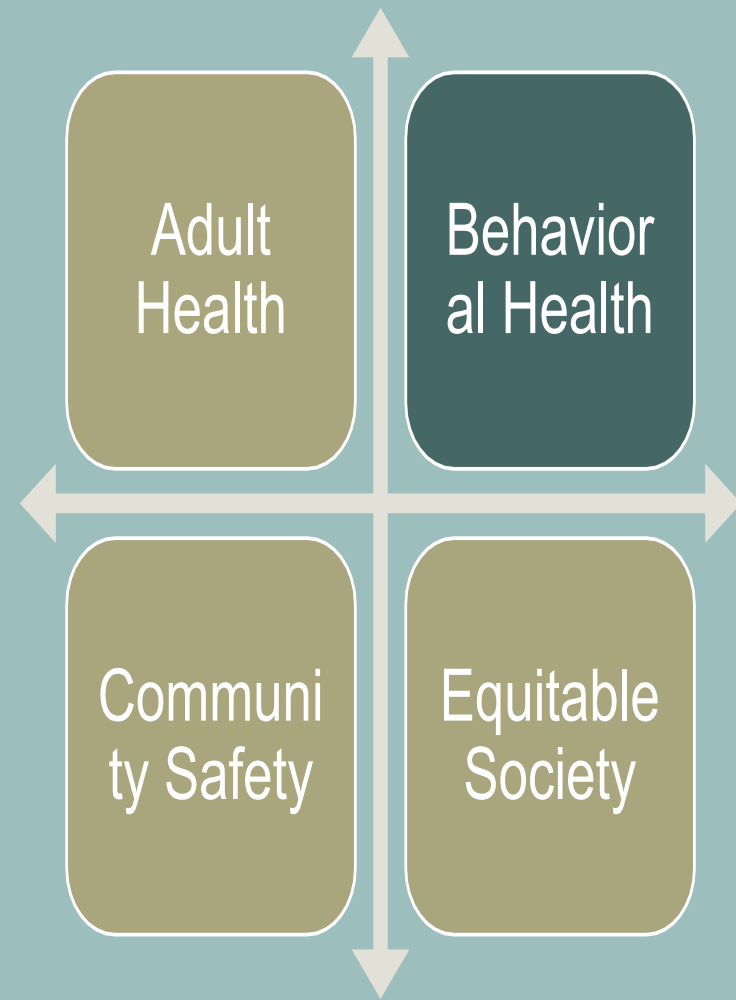 Adult
Health
Behavior
al Health
Communi
ty Safety
Equitable
Society